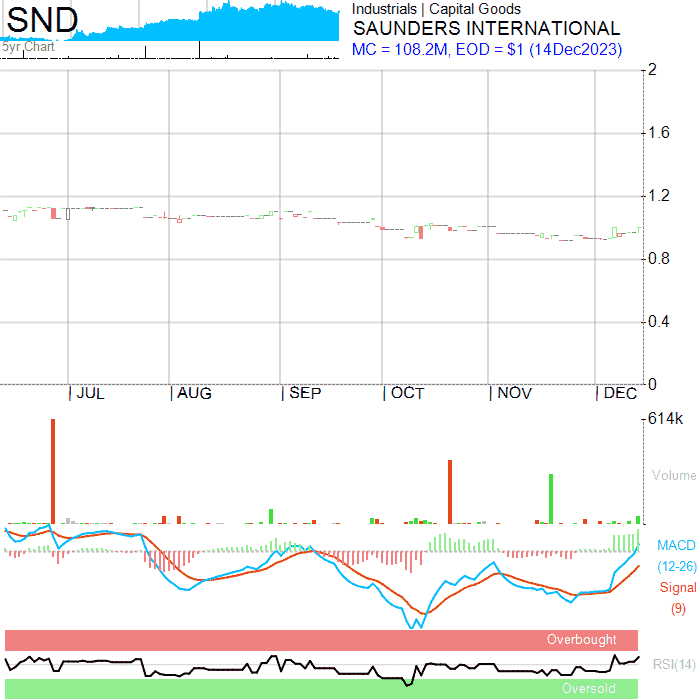 SND
5yr Chart
Industrials | Capital Goods
SAUNDERS INTERNATIONAL
MC = 108.2M, EOD = $1 (14Dec2023)
2
1.6
1.2
0.8
0.4
0
JUL AUG SEP OCT NOV DEC
614k
Volume
MACD
(12-26)
Signal
(9)
Overbought
RSI(14)
Oversold